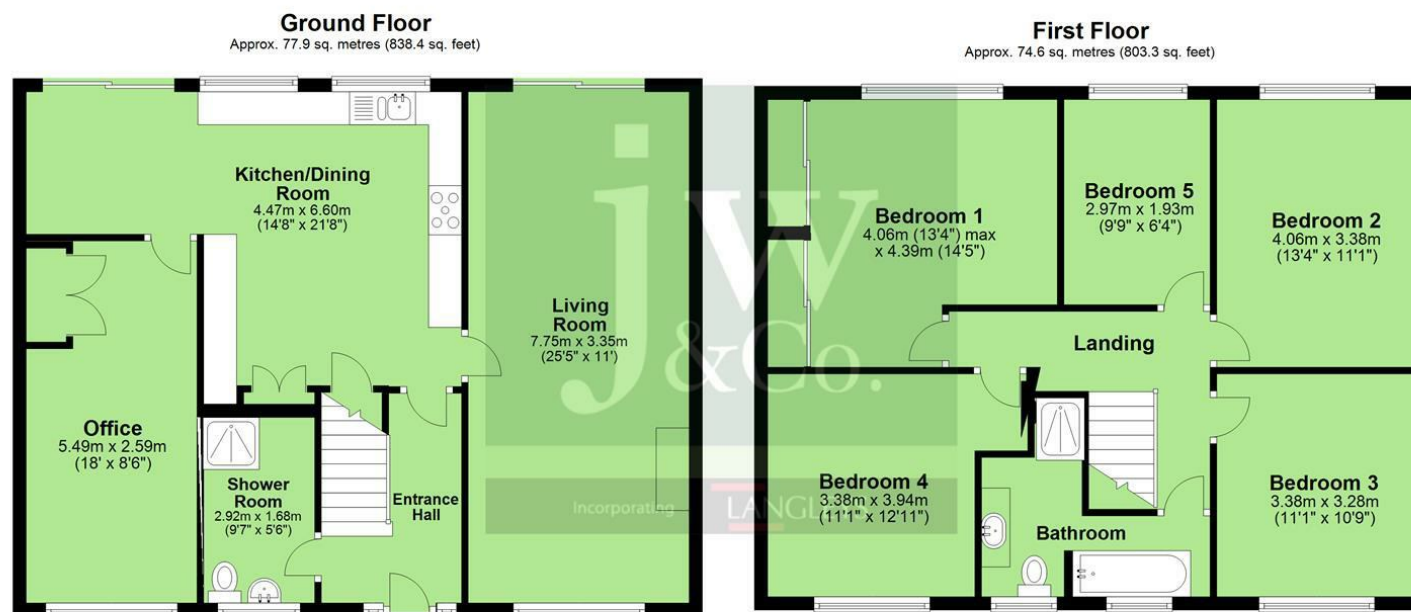 Ground Floor
Approx. 77.9 sq. metres (838.4 sq. feet)
Kitchen/Dining
Room
4.47m x 6.60m
(14'8" x 21'8")
Living
Room
7.75m x 3.35m
(25'5" x 11')
Office
5.49m x 2.59m
(18' x 8'6")
Shower
Room
2.92m x 1.68m
(9'7" x 5'6")
Entrance
Hall
First Floor
Approx. 74.6 sq. metres (803.3 sq. feet)
Bedroom 1
4.06m (13'4") max
x 4.39m (14'5")
Bedroom 5
2.97m x 1.93m
(9'9" x 6'4")
Bedroom 2
4.06m x 3.38m
(13'4" x 11'1")
Landing
Bedroom 4
3.38m x 3.94m
(11'1" x 12'11")
Bedroom 3
3.38m x 3.28m
(11'1" x 10'9")
Bathroom
jw
&Co.
Incorporating